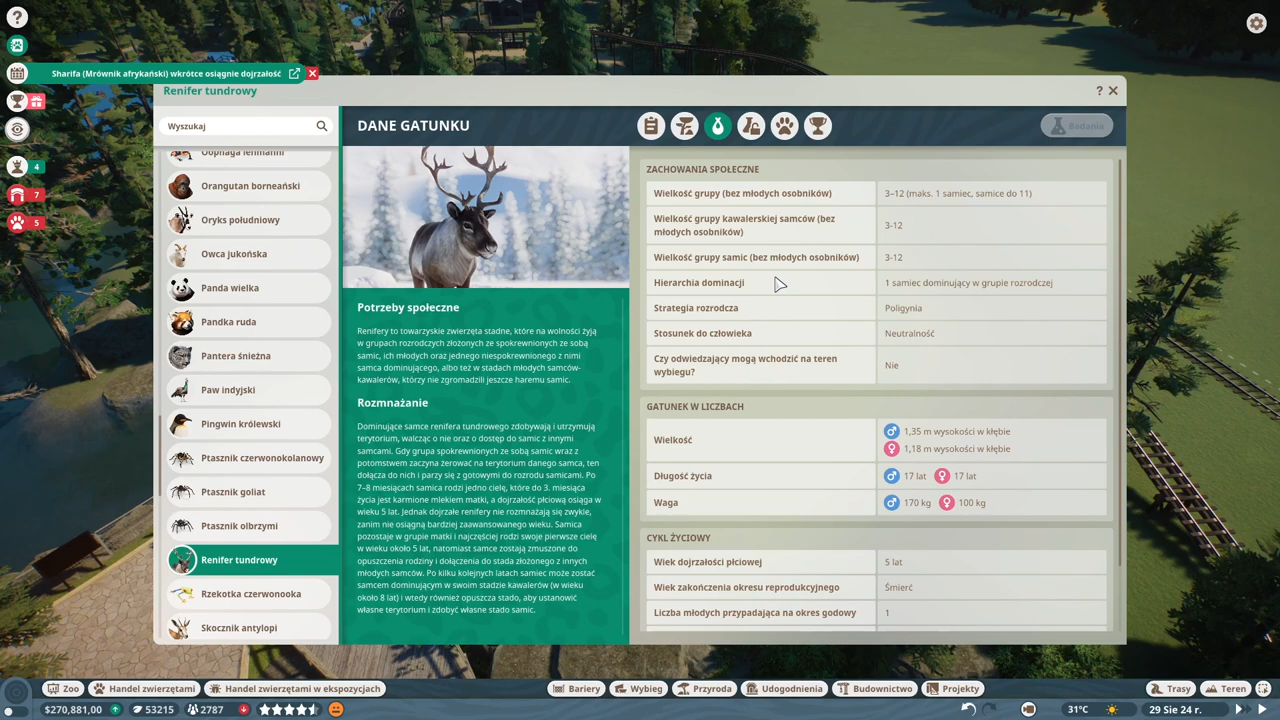 Sharifa (Mrównik afrykański) wkrótce osiągnie dojrzałość
Renifer tundrowy
?
Wyszukaj
DANE GATUNKU
Badania
4
7
5
Oophaga lehmanni
Orangutan borneański
Oryks południowy
Owca jukońska
Panda wielka
Pandka ruda
Pantera śnieżna
Paw indyjski
Pingwin królewski
Ptasznik czerwonokolanowy
Ptasznik goliat
Ptasznik olbrzymi
Renifer tundrowy
Rzekotka czerwonooka
Skocznik antylopi
Potrzeby społeczne
Renifery to towarzyskie zwierzęta stadne, które na wolności żyją
w grupach rozrodczych złożonych ze spokrewnionych ze sobą
samic, ich młodych oraz jednego niespokrewnionego z nimi
samca dominującego, albo też w stadach młodych samców-
kawalerów, którzy nie zgromadzili jeszcze haremu samic.
Rozmnażanie
Dominujące samce renifera tundrowego zdobywają i utrzymują
terytorium, walcząc o nie oraz o dostęp do samic z innymi
samcami. Gdy grupa spokrewnionych ze sobą samic wraz z
potomstwem zaczyna żerować na terytorium danego samca, ten
dołącza do nich i parzy się z gotowymi do rozrodu samicami. Po
7–8 miesiącach samica rodzi jedno cielę, które do 3. miesiąca
życia jest karmione mlekiem matki, a dojrzałość płciową osiąga w
wieku 5 lat. Jednak dojrzałe renifery nie rozmnażają się zwykle,
zanim nie osiągną bardziej zaawansowanego wieku. Samica
pozostaje w grupie matki i najczęściej rodzi swoje pierwsze cielę
w wieku około 5 lat, natomiast samce zostają zmuszone do
opuszczenia rodziny i dołączenia do stada złożonego z innych
młodych samców. Po kilku kolejnych latach samiec może zostać
samcem dominującym w swoim stadzie kawalerów (w wieku
około 8 lat) i wtedy również opuszcza stado, aby ustanowić
własne terytorium i zdobyć własne stado samic.
ZACHOWANIA SPOŁECZNE
Wielkość grupy (bez młodych osobników) 3–12 (maks. 1 samiec, samice do 11)
Wielkość grupy kawalerskiej samców (bez
młodych osobników) 3-12
Wielkość grupy samic (bez młodych osobników) 3-12
Hierarchia dominacji 1 samiec dominujący w grupie rozrodczej
Strategia rozrodcza Poligynia
Stosunek do człowieka Neutralność
Czy odwiedzający mogą wchodzić na teren
wybiegu? Nie
GATUNEK W LICZBACH
Wielkość 1,35 m wysokości w kłębie
1,18 m wysokości w kłębie
Długość życia 17 lat 17 lat
Waga 170 kg 100 kg
CYKL ŻYCIOWY
Wiek dojrzałości płciowej 5 lat
Wiek zakończenia okresu reprodukcyjnego Śmierć
Liczba młodych przypadająca na okres godowy 1
Zoo Handel zwierzętami Handel zwierzętami w ekspozycjach Bariery Wybieg Przyroda Udogodnienia Budownictwo Projekty Trasy Teren
$270,881,00 53215 2787 31°C 29 Sie 24 r.